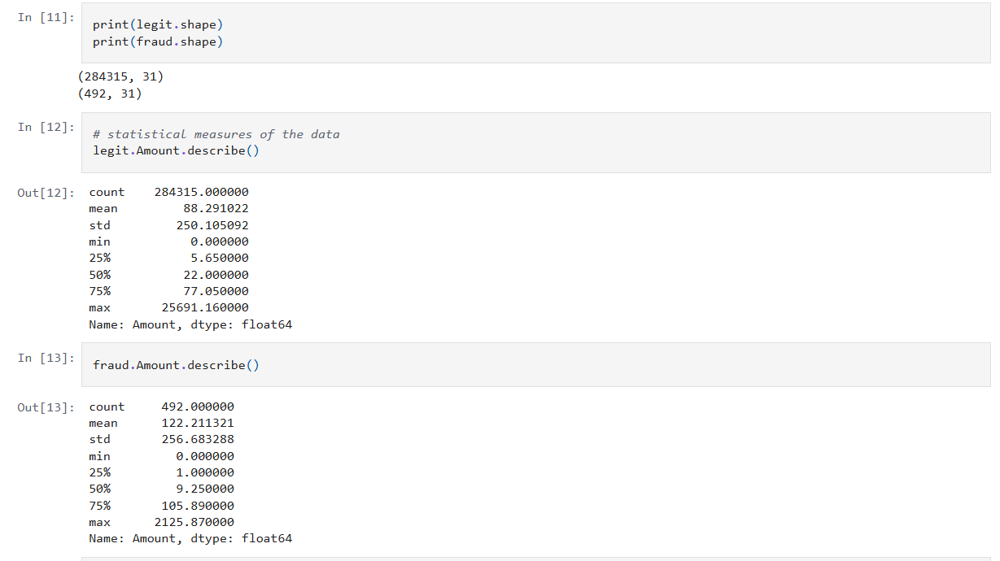 In [11]:
print(legit.shape)
print(fraud.shape)
(284315, 31)
(492, 31)
In [12]:
# statistical measures of the data
legit.Amount.describe()
Out[12]:
count    284315.000000
mean         88.291022
std         250.105092
min           0.000000
25%           5.650000
50%          22.000000
75%          77.050000
max       25691.160000
Name: Amount, dtype: float64
In [13]:
fraud.Amount.describe()
Out[13]:
count     492.000000
mean      122.211321
std       256.683288
min         0.000000
25%         1.000000
50%         9.250000
75%       105.890000
max      2125.870000
Name: Amount, dtype: float64